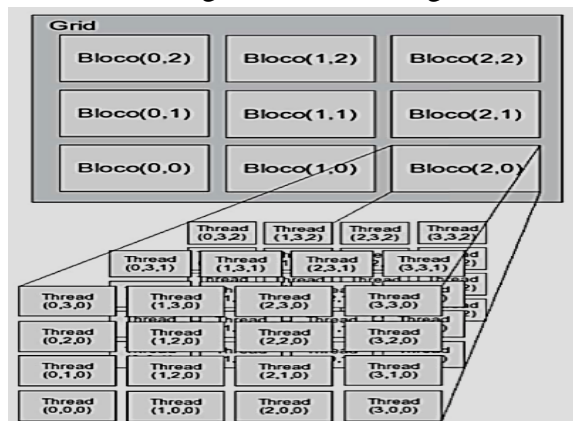 Grid
Bloco(0,2) Bloco(1,2) Bloco(2,2)
Bloco(0,1) Bloco(1,1) Bloco(2,1)
Bloco(0,0) Bloco(1,0) Bloco(2,0)
Thread Thread Thread Thread
(0,3,2) (1,3,2) (2,3,2) (3,3,2)
Thread Thread Thread Thread
(0,3,1) (1,3,1) (2,3,1) (3,3,1)
Thread Thread Thread Thread
(0,3,0) (1,3,0) (2,3,0) (3,3,0)
Thread Thread Thread Thread
(0,2,0) (1,2,0) (2,2,0) (3,2,0)
Thread Thread Thread Thread
(0,1,0) (1,2,0) (2,1,0) (3,1,0)
Thread Thread Thread Thread
(0,0,0) (1,0,0) (2,0,0) (3,0,0)